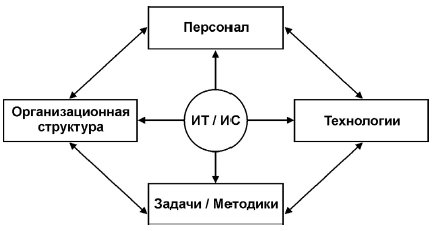 Персонал
Организационная
структура
ИТ / ИС
Технологии
Задачи / Методики